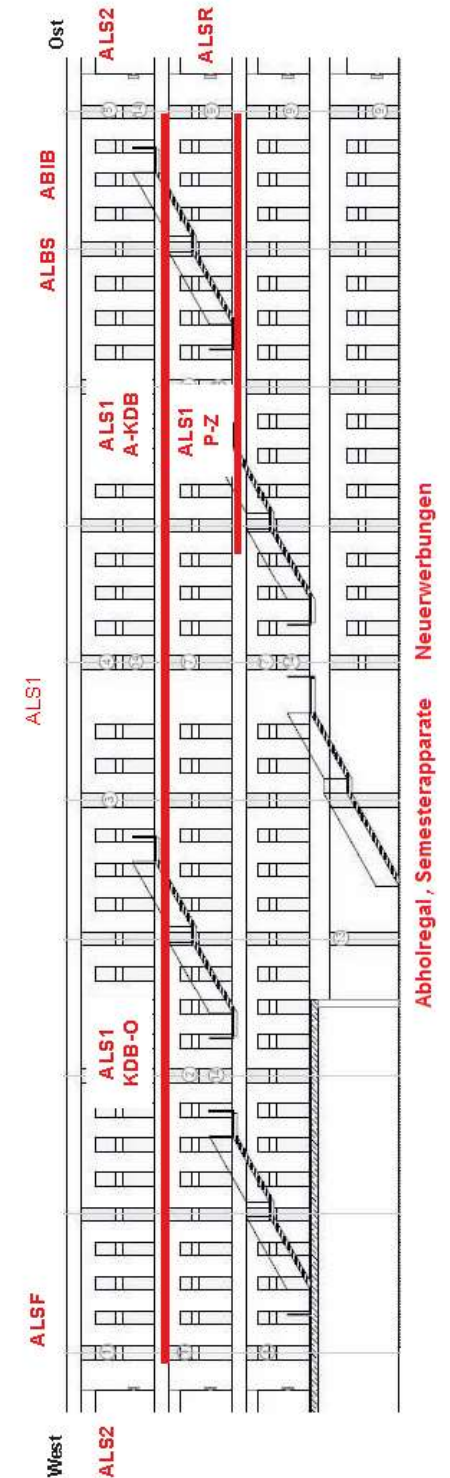 ALS1
West
Ost
ALSF
ALBS
ABIB
ALS2
ALS1
KDB-O
ALS1
A-KDB
ALS2
ALS1
P-Z
ALSR
Abholregal, Semesterapparate
Neuerwerbungen